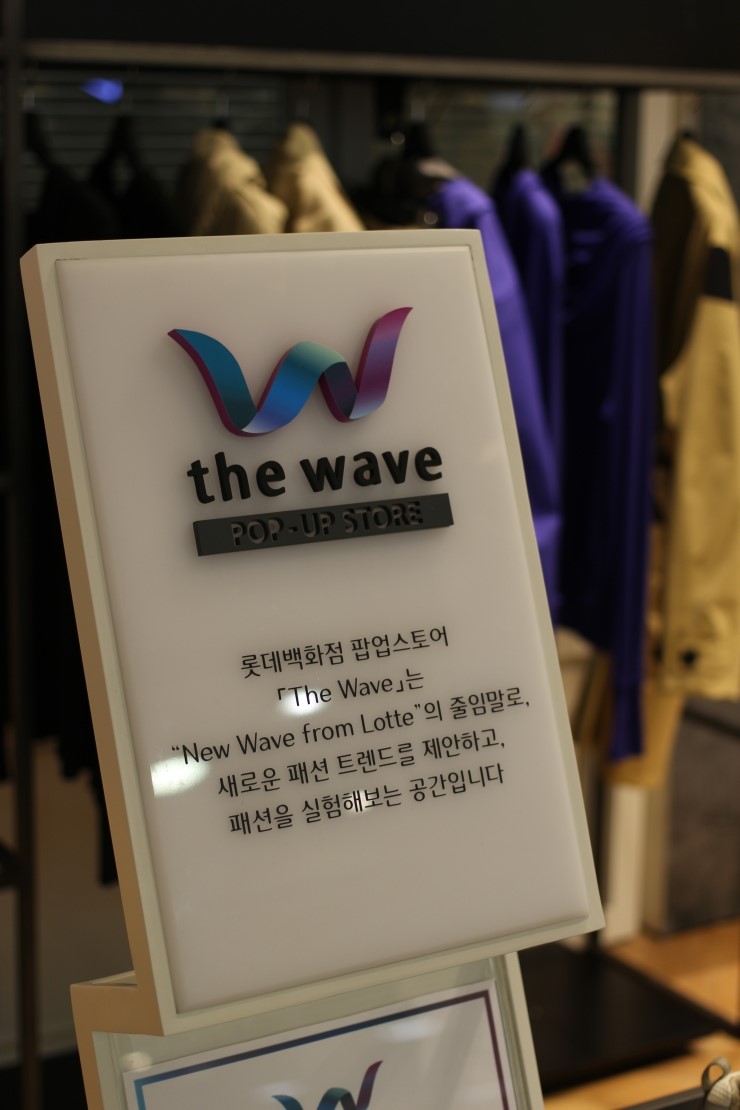 the wave
POP-UP STORE
롯데백화점 팝업스토어
「The Wave」는
“New Wave from Lotte”의 줄임말로,
새로운 패션 트렌드를 제안하고,
패션을 실험해보는 공간입니다